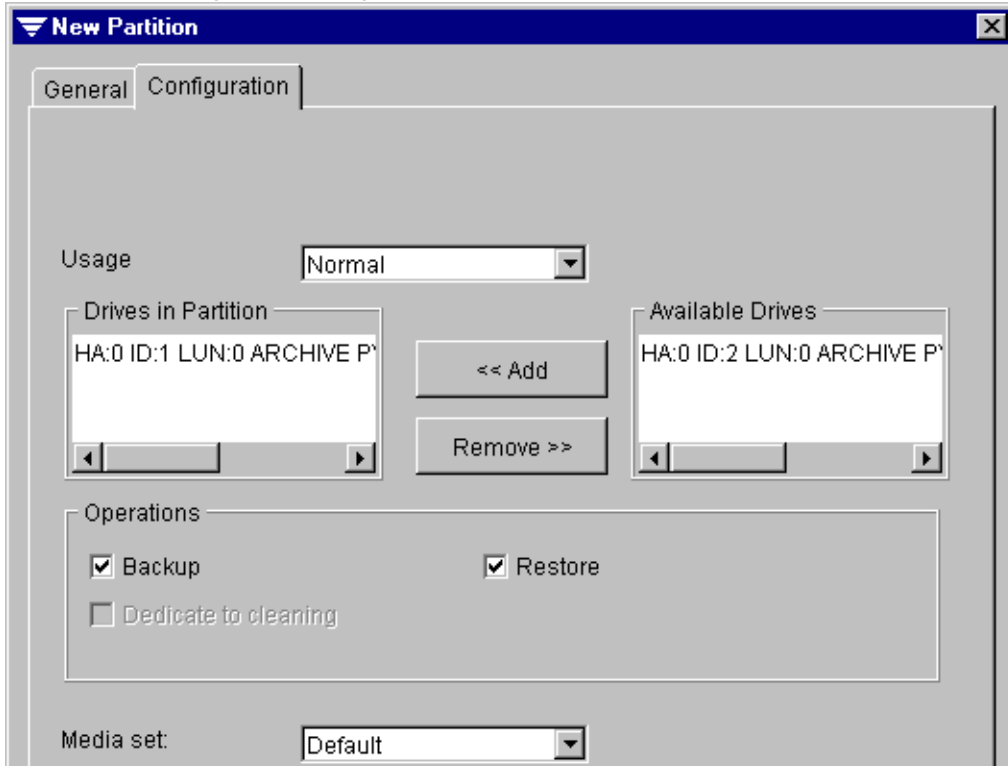 New Partition
General Configuration
Usage Normal
Drives in Partition Available Drives
HA:0 ID:1 LUN:0 ARCHIVE HA:0 ID:2 LUN:0 ARCHIVE
<< Add
Remove >>
Operations
Backup Restore
Dedicate to cleaning
Media set: Default